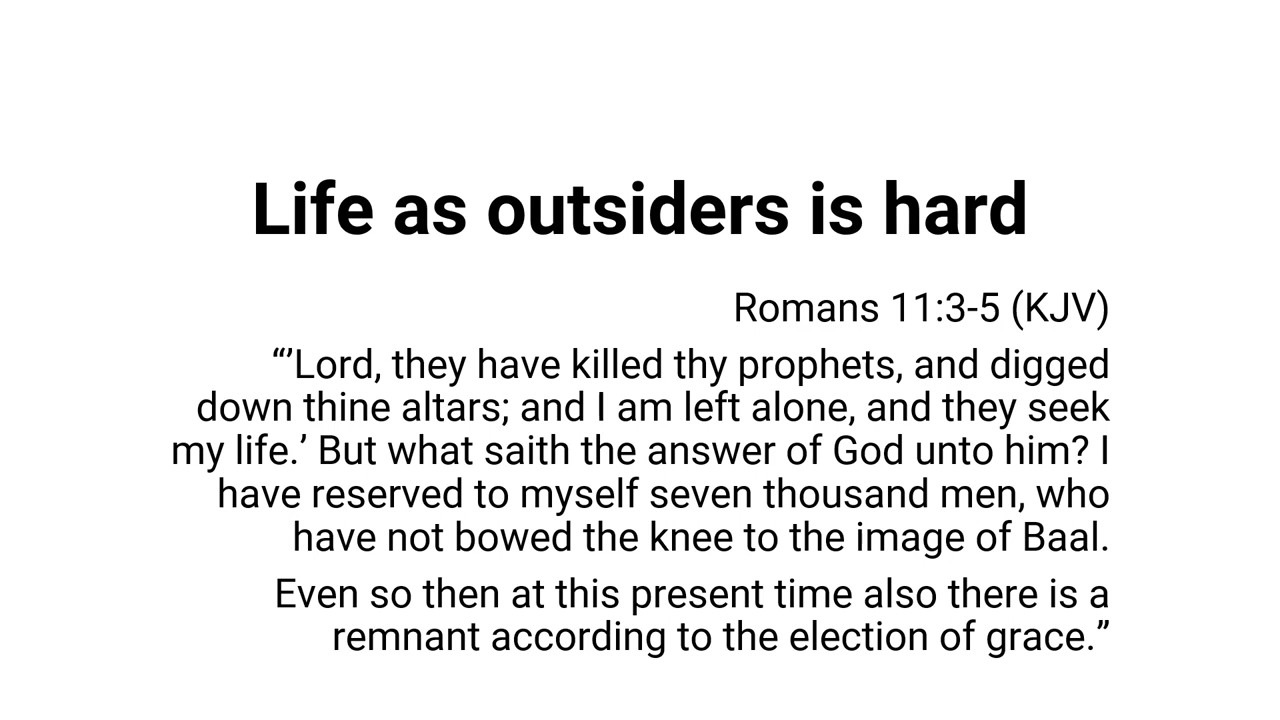 Life as outsiders is hard
Romans 11:3-5 (KJV)
“’Lord, they have killed thy prophets, and digged
down thine altars; and I am left alone, and they seek
my life.’ But what saith the answer of God unto him? I
have reserved to myself seven thousand men, who
have not bowed the knee to the image of Baal.
Even so then at this present time also there is a
remnant according to the election of grace.”